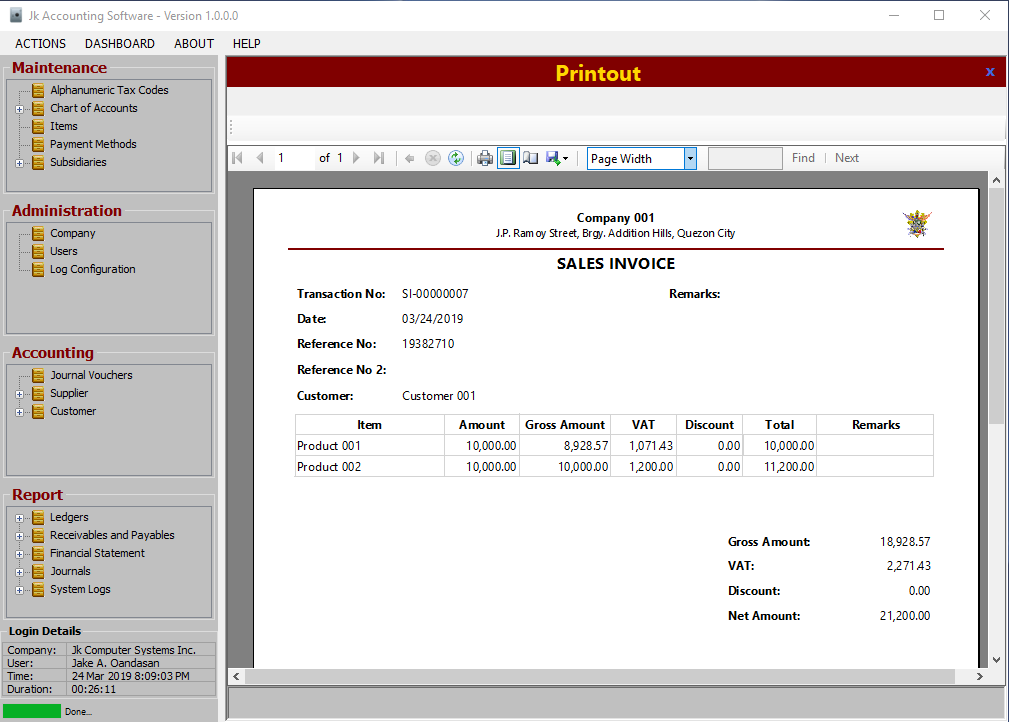 Jk Accounting Software - Version 1.0.0.0
ACTIONS DASHBOARD ABOUT HELP
Maintenance
Alphanumeric Tax Codes
Chart of Accounts
Items
Payment Methods
Subsidiaries
Administration
Company
Users
Log Configuration
Accounting
Journal Vouchers
Supplier
Customer
Report
Ledgers
Receivables and Payables
Financial Statement
Journals
System Logs
Login Details
Company: Jk Computer Systems Inc.
User: Jake A. Oandasan
Time: 24 Mar 2019 8:09:03 PM
Duration: 00:26:11
Done...
Printout x
1 of 1 Page Width Find Next
Company 001
J.P. Ramoy Street, Brgy. Addition Hills, Quezon City
SALES INVOICE
Transaction No: SI-00000007 Remarks:
Date: 03/24/2019
Reference No: 19382710
Reference No 2:
Customer: Customer 001
Item Amount Gross Amount VAT Discount Total Remarks
Product 001 10,000.00 8,928.57 1,071.43 0.00 10,000.00
Product 002 10,000.00 10,000.00 1,200.00 0.00 11,200.00
Gross Amount: 18,928.57
VAT: 2,271.43
Discount: 0.00
Net Amount: 21,200.00